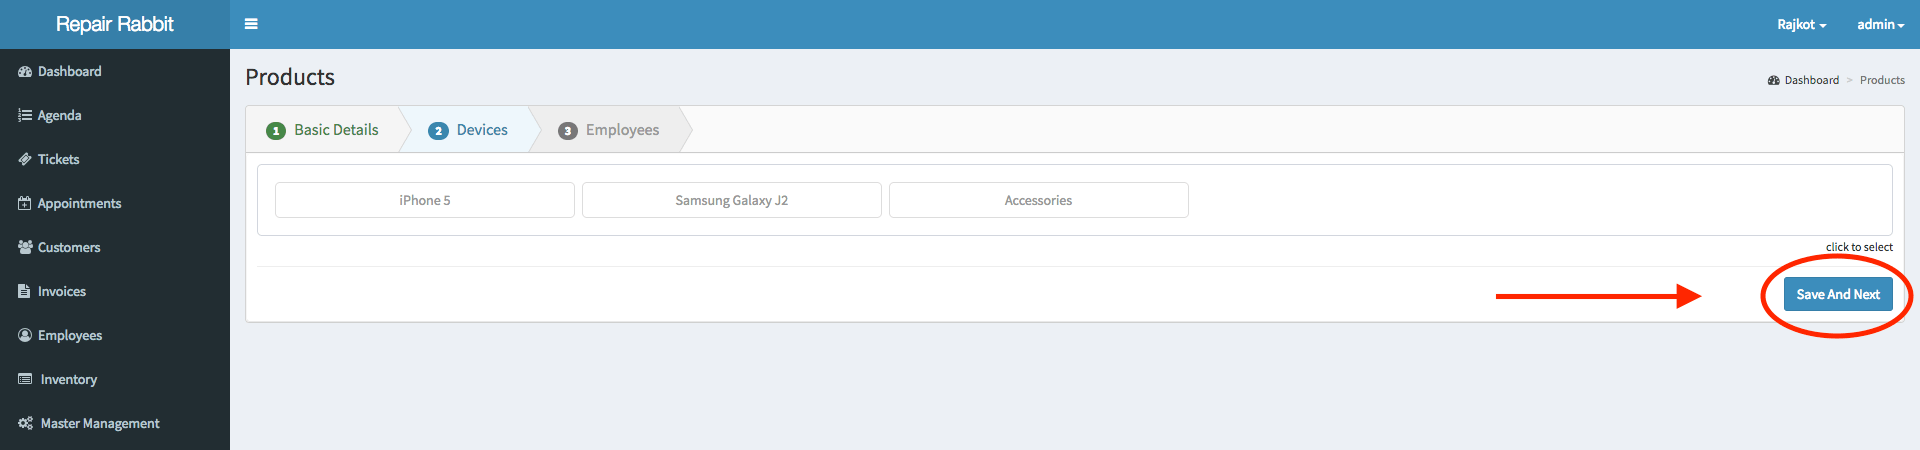 Repair Rabbit
Rajkot
admin
Dashboard
Agenda
Tickets
Appointments
Customers
Invoices
Employees
Inventory
Master Management
Products
Dashboard > Products
1 Basic Details
2 Devices
3 Employees
iPhone 5
Samsung Galaxy J2
Accessories
click to select
Save And Next